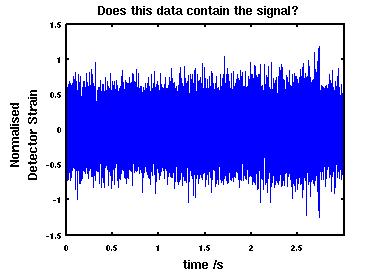 Does this data contain the signal?
Normalised
Detector Strain
1.5
1
0.5
0
-0.5
-1
-1.5
0 0.5 1 1.5 2 2.5
time /s